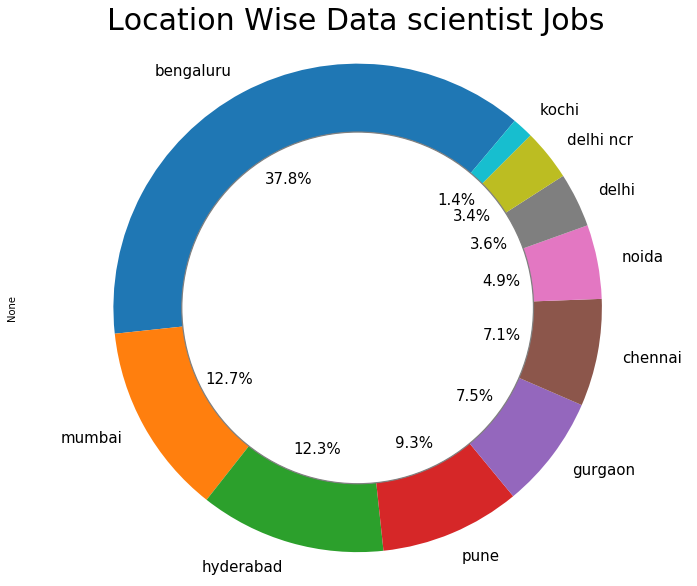 Location Wise Data scientist Jobs
bengaluru
kochi
delhi ncr
delhi
noida
chennai
gurgaon
pune
hyderabad
mumbai
37.8%
1.4%
3.4%
3.6%
4.9%
7.1%
7.5%
9.3%
12.3%
12.7%
None